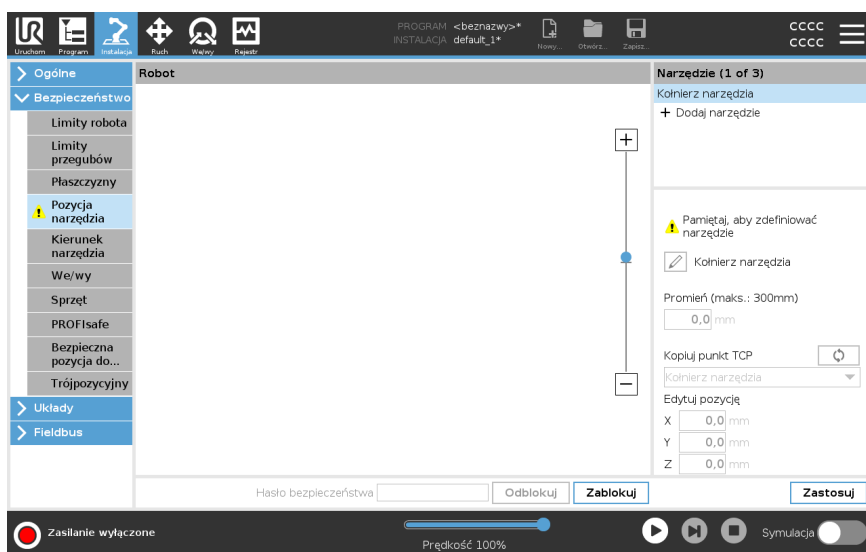 UR
PROGRAM <beznazwy>*
INSTALACJA default_1*
Uruchom Program Instalacja Ruch We/wy Rejestr Nowy... Otwórz... Zapisz...
CCCC
CCCC
Ogólne
Bezpieczeństwo
Limity robota
Limity
przegubów
Płaszczyzny
Pozycja
narzędzia
Kierunek
narzędzia
We/wy
Sprzęt
PROFIsafe
Bezpieczna
pozycja do...
Trójpozycyjny
Układy
Fieldbus
Robot
Narzędzie (1 of 3)
Kołnierz narzędzia
+ Dodaj narzędzie
Pamiętaj, aby zdefiniować
narzędzie
Kołnierz narzędzia
Promień (maks.: 300mm)
0,0 mm
Kopiuj punkt TCP
Kołnierz narzędzia
Edytuj pozycję
X 0,0 mm
Y 0,0 mm
Z 0,0 mm
Hasło bezpieczeństwa Odblokuj Zablokuj Zastosuj
Zasilanie wyłączone
Prędkość 100%
Symulacja